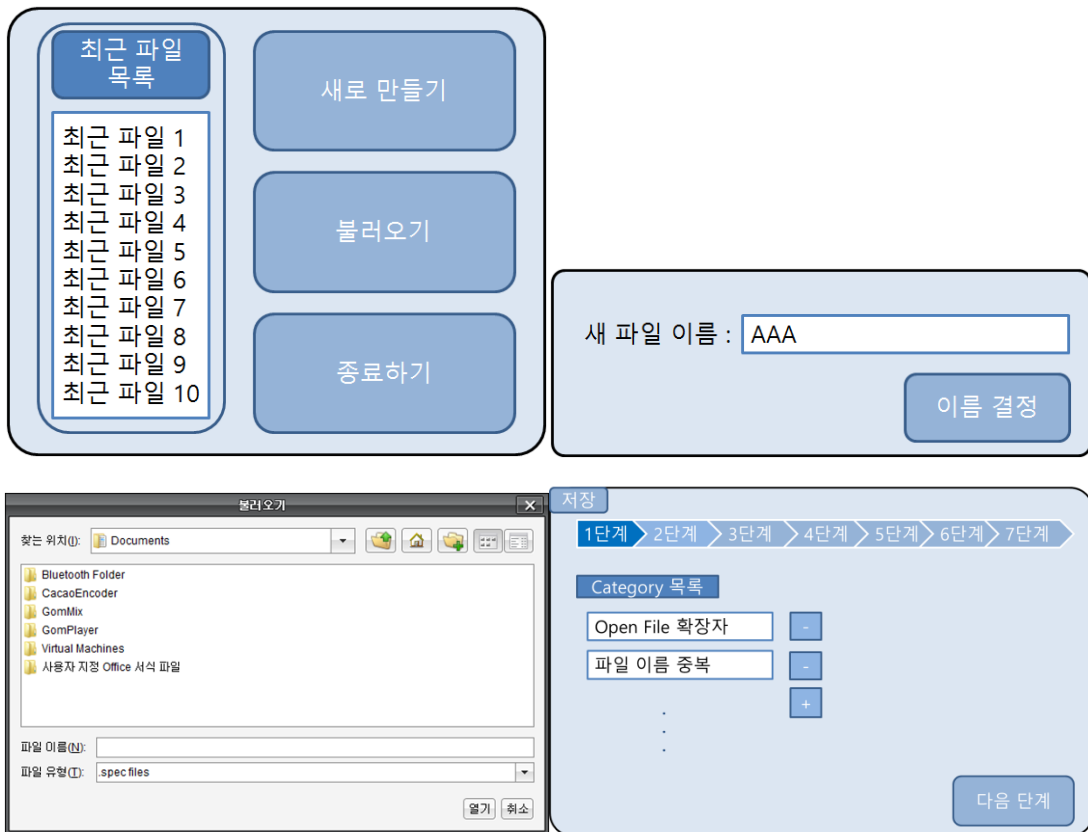 최근 파일
목록
최근 파일 1
최근 파일 2
최근 파일 3
최근 파일 4
최근 파일 5
최근 파일 6
최근 파일 7
최근 파일 8
최근 파일 9
최근 파일 10
새로 만들기
불러오기
종료하기
새 파일 이름 : AAA
이름 결정
불러오기
찾는 위치(I): Documents
Bluetooth Folder
CacaoEncoder
GomMix
GomPlayer
Virtual Machines
사용자 지정 Office 서식 파일
파일 이름(N):
파일 유형(T): .spec files
열기 취소
저장
1단계 2단계 3단계 4단계 5단계 6단계 7단계
Category 목록
Open File 확장자 -
파일 이름 중복 -
+
.
.
.
다음 단계